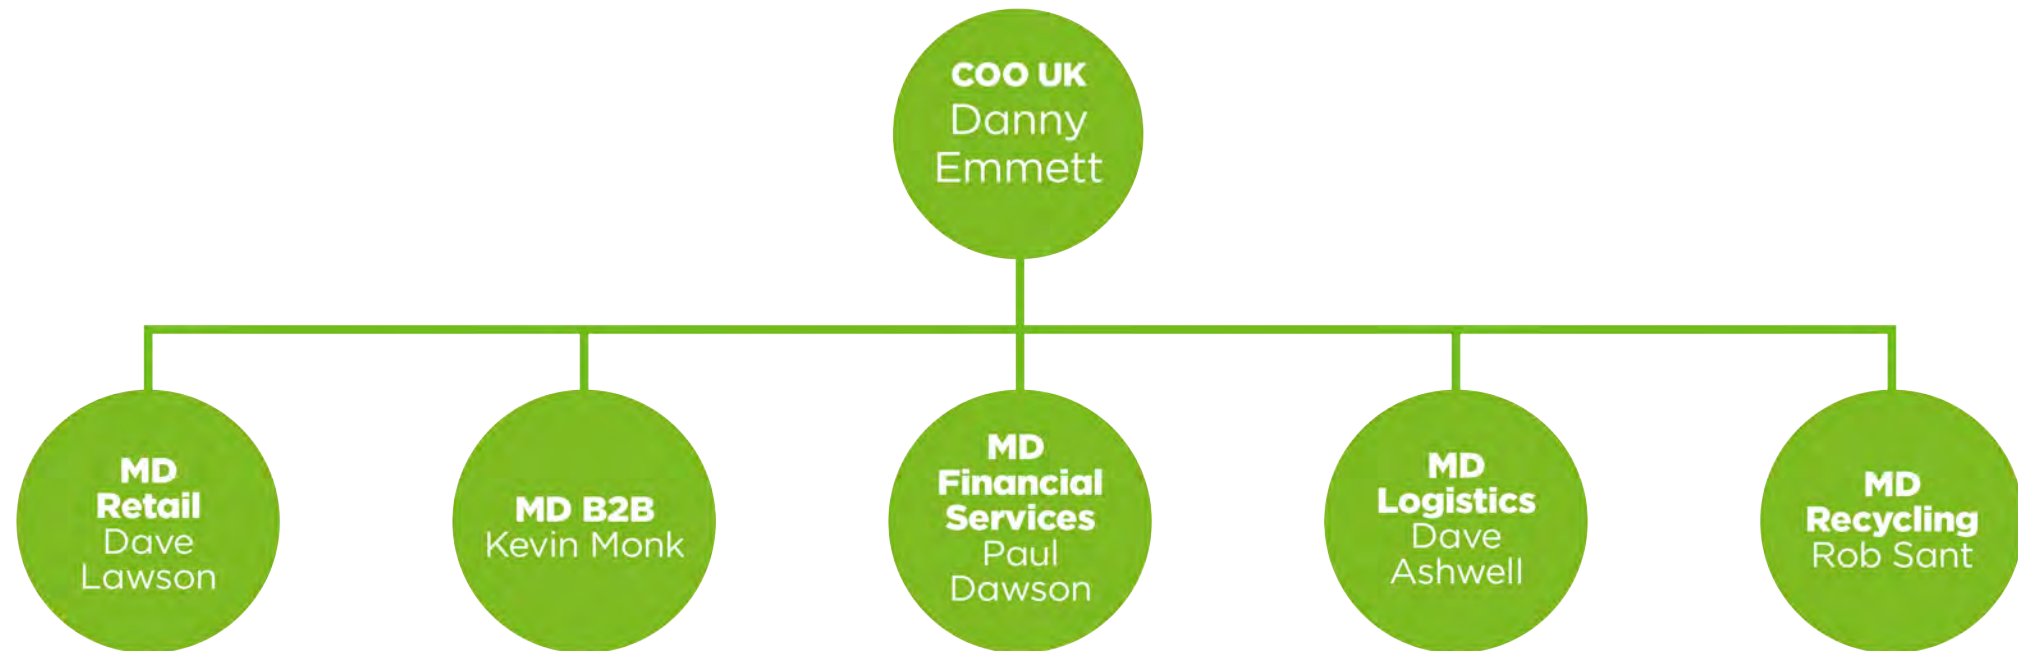 COO UK
Danny
Emmett
MD
Retail
Dave
Lawson
MD B2B
Kevin Monk
MD
Financial
Services
Paul
Dawson
MD
Logistics
Dave
Ashwell
MD
Recycling
Rob Sant